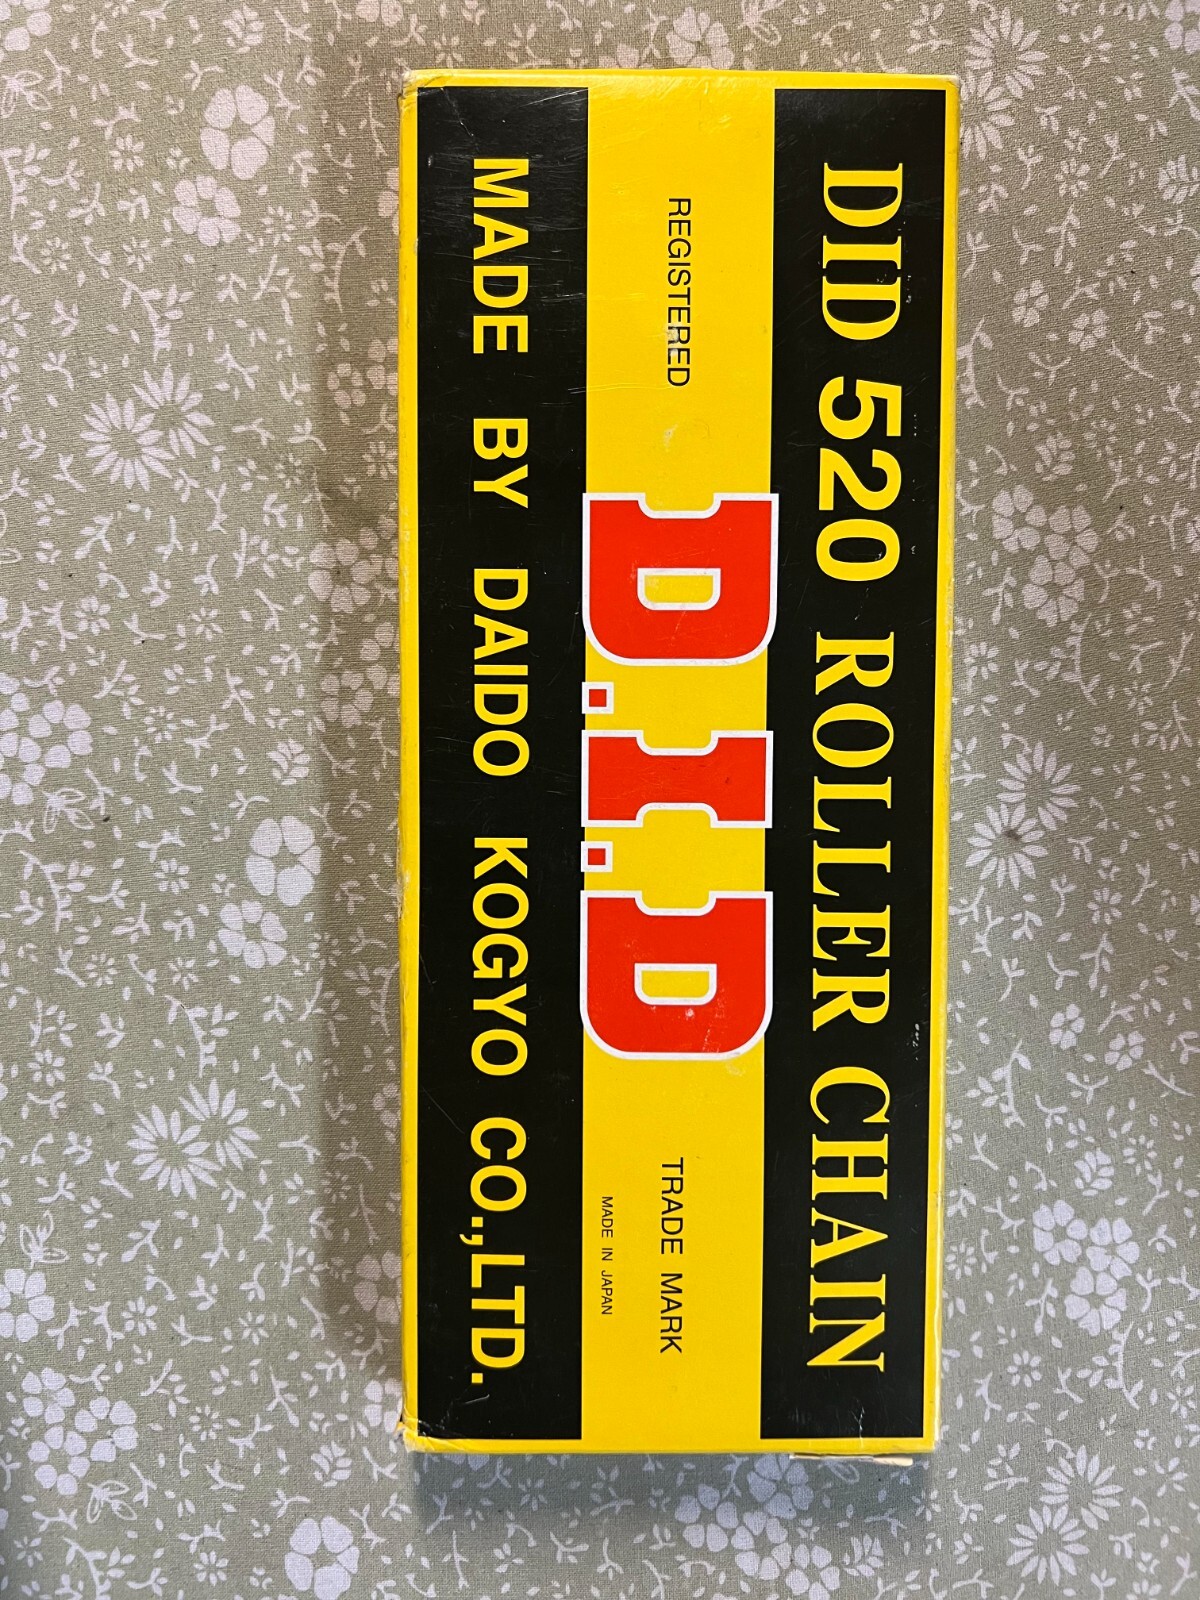 DID 520 ROLLER CHAIN
REGISTERED
D.I.D
TRADE MARK
MADE IN JAPAN
MADE BY DAIDO KOGYO CO.,LTD.